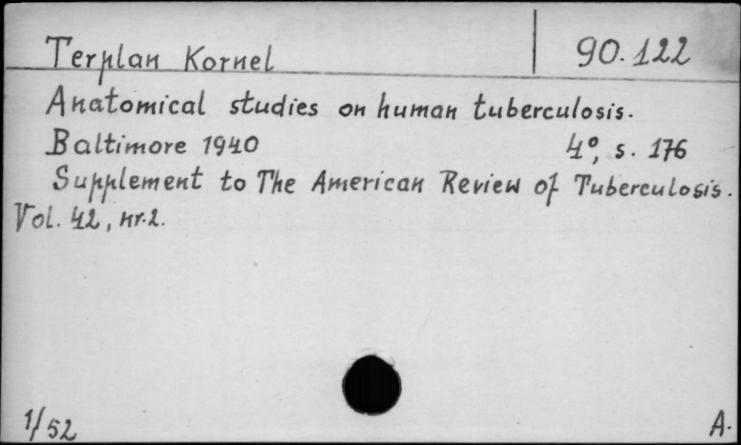 Terplan Kornel 90.122
Anatomical studies on human tuberculosis.
Baltimore 1940 4°, s. 176
Supplement to The American Review of Tuberculosis.
Vol. 42, nr. 2.
1/52 A.